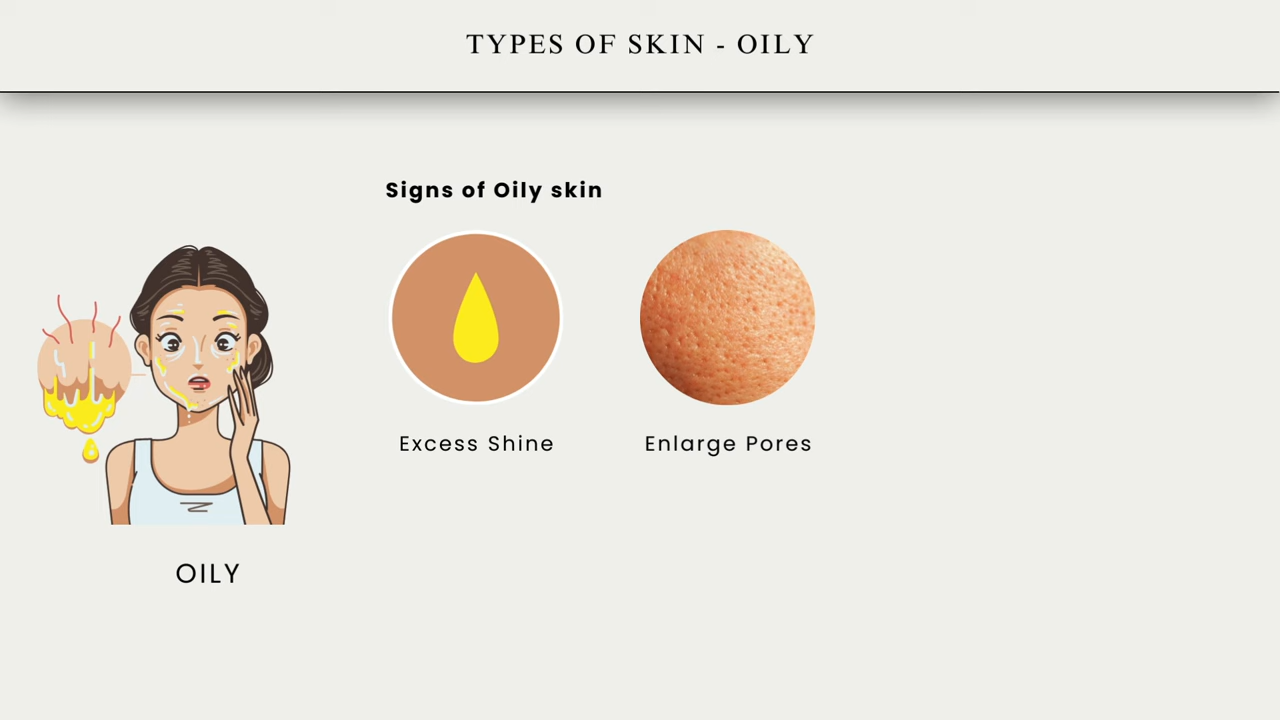 TYPES OF SKIN - OILY
Signs of Oily skin
Excess Shine
Enlarge Pores
OILY